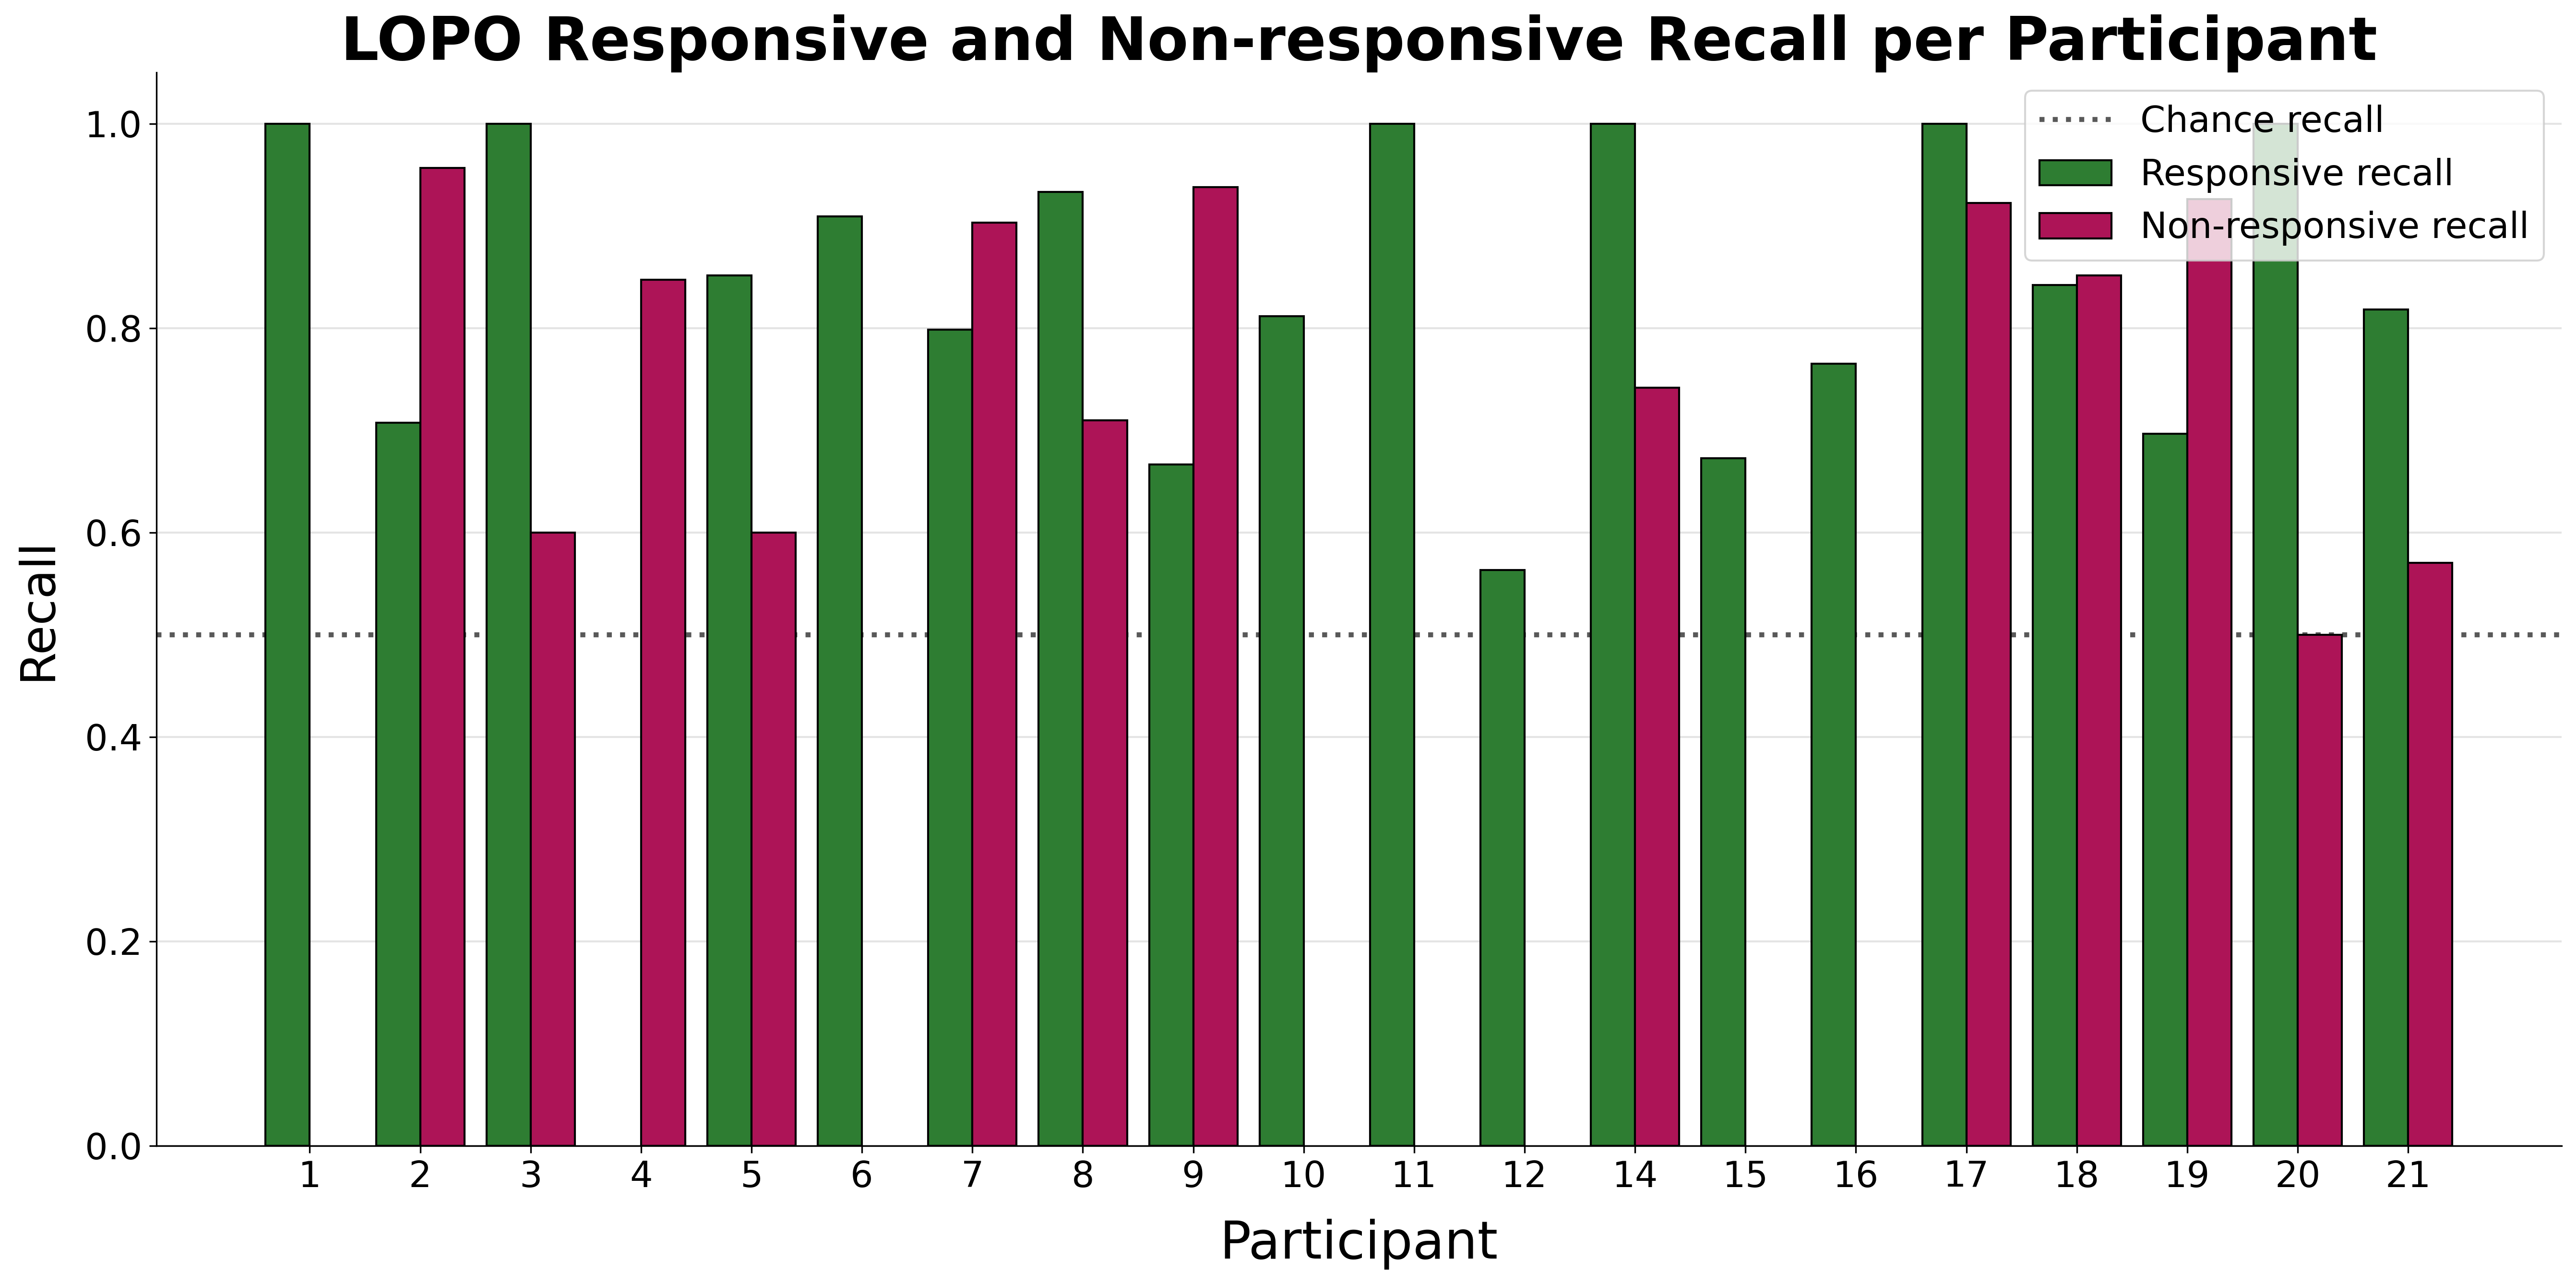 LOPO Responsive and Non-responsive Recall per Participant
Chance recall
Responsive recall
Non-responsive recall
Recall
1.0
0.8
0.6
0.4
0.2
0.0
1 2 3 4 5 6 7 8 9 10 11 12 14 15 16 17 18 19 20 21
Participant